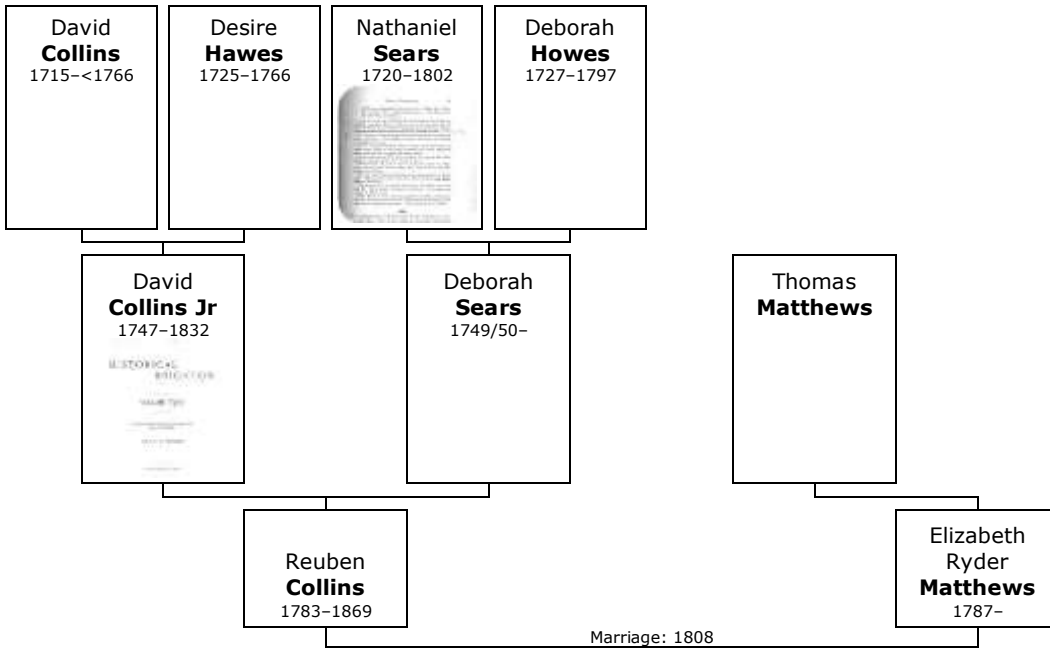 David
Collins
1715–<1766
Desire
Hawes
1725–1766
Nathaniel
Sears
1720–1802
Deborah
Howes
1727–1797
David
Collins Jr
1747–1832
HISTORICAL
BRIGHTON
Deborah
Sears
1749/50–
Thomas
Matthews
Reuben
Collins
1783–1869
Elizabeth
Ryder
Matthews
1787–
Marriage: 1808